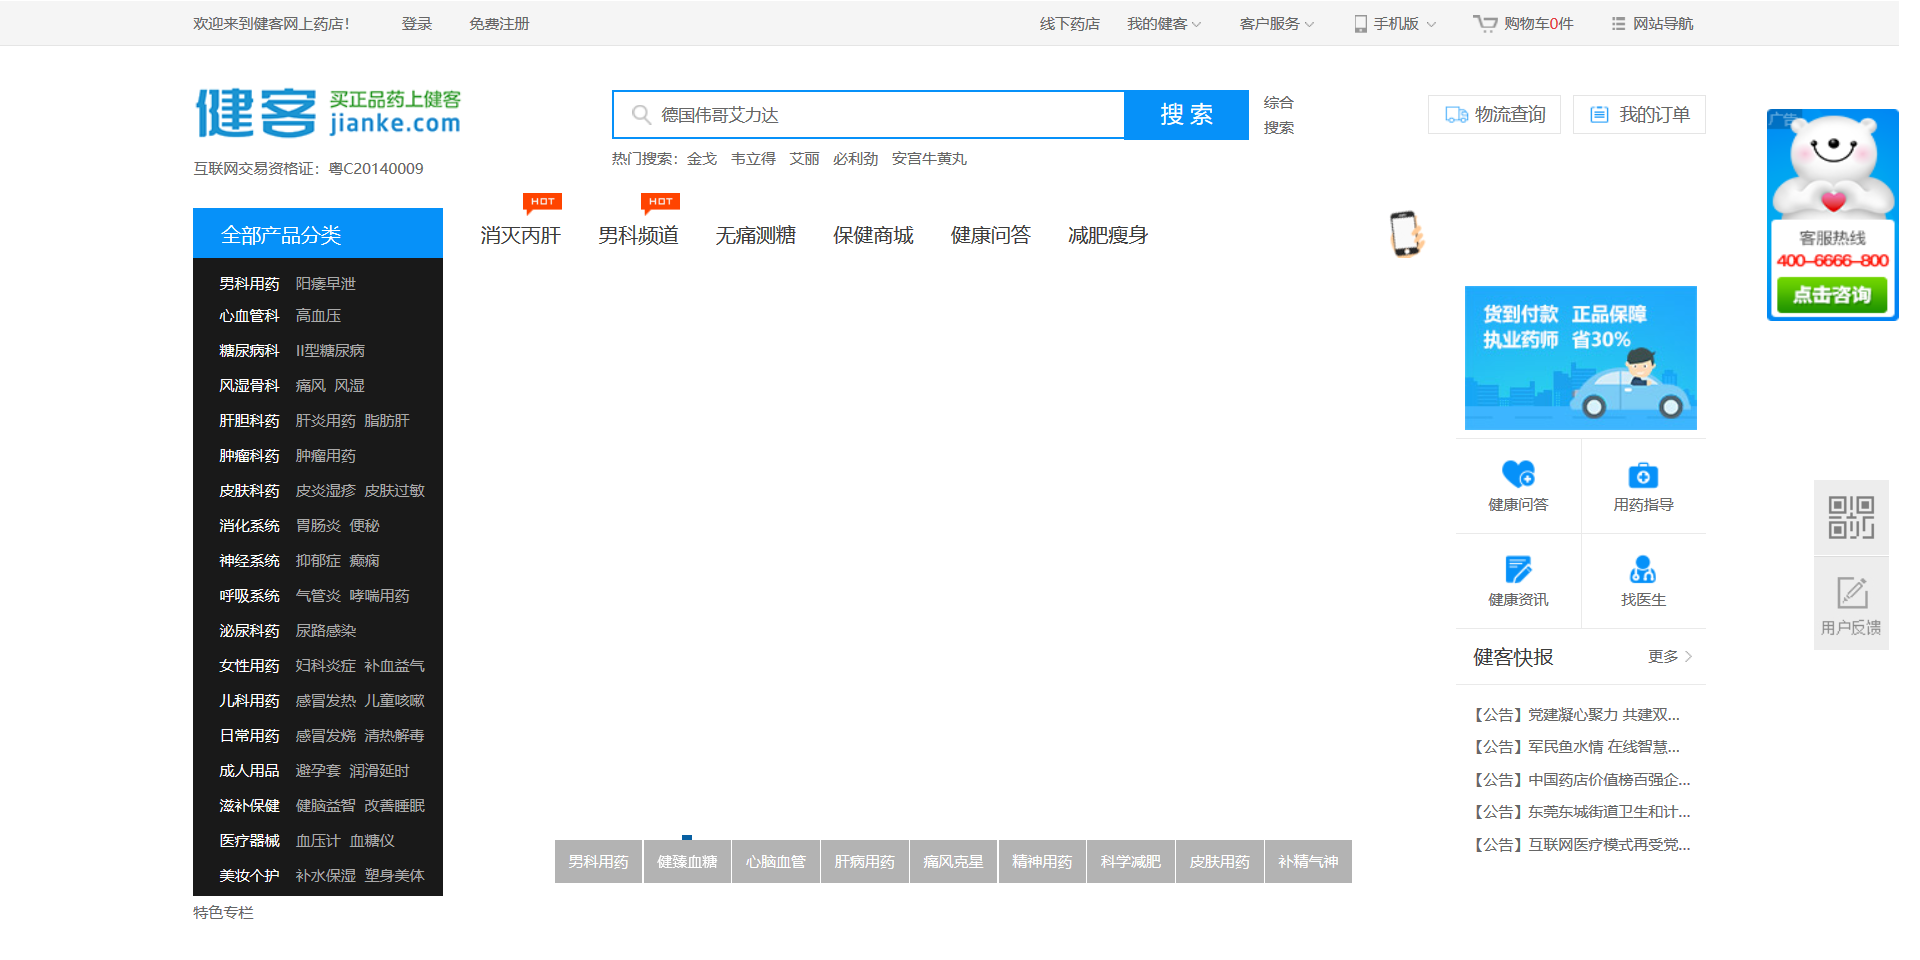 欢迎来到健客网上药店！ 登录 免费注册 线下药店 我的健客 客户服务 手机版 购物车0件 网站导航
健客 买正品药上健客
jianke.com
互联网交易资格证：粤C20140009
德国伟哥艾力达 搜 索 综合
搜索
物流查询 我的订单
热门搜索：金戈 韦立得 艾丽 必利劲 安宫牛黄丸
HOT HOT
全部产品分类 消灭丙肝 男科频道 无痛测糖 保健商城 健康问答 减肥瘦身
男科用药 阳痿早泄
心血管科 高血压
糖尿病科 II型糖尿病
风湿骨科 痛风 风湿
肝胆科药 肝炎用药 脂肪肝
肿瘤科药 肿瘤用药
皮肤科药 皮炎湿疹 皮肤过敏
消化系统 胃肠炎 便秘
神经系统 抑郁症 癫痫
呼吸系统 气管炎 哮喘用药
泌尿科药 尿路感染
女性用药 妇科炎症 补血益气
儿科用药 感冒发热 儿童咳嗽
日常用药 感冒发烧 清热解毒
成人用品 避孕套 润滑延时
滋补保健 健脑益智 改善睡眠
医疗器械 血压计 血糖仪
美妆个护 补水保湿 塑身美体
特色专栏
男科用药 健臻血糖 心脑血管 肝病用药 痛风克星 精神用药 科学减肥 皮肤用药 补精气神
货到付款 正品保障
执业药师 省30%
健康问答 用药指导
健康资讯 找医生
健客快报 更多
【公告】党建凝心聚力 共建双...
【公告】军民鱼水情 在线智慧...
【公告】中国药店价值榜百强企...
【公告】东莞东城街道卫生和计...
【公告】互联网医疗模式再受党...
广告
客服热线
400-6666-800
点击咨询
用户反馈